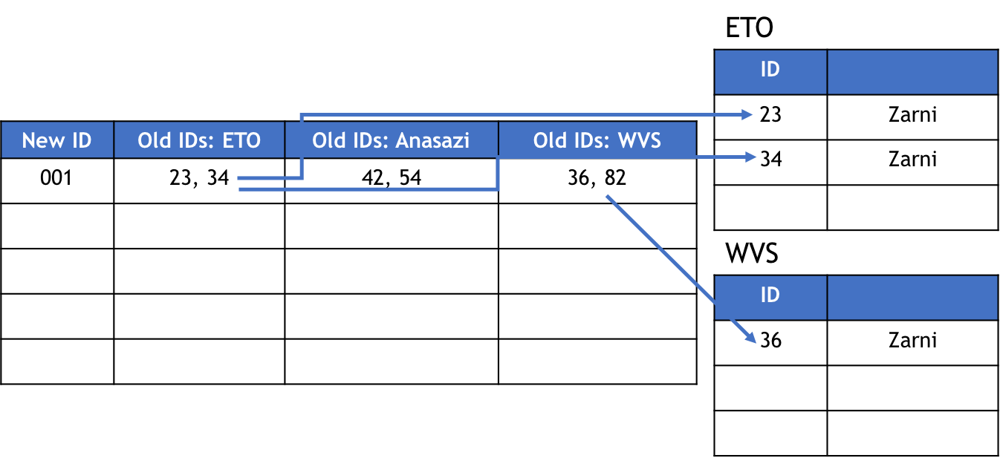 ETO
ID
23 Zarni
34 Zarni
New ID Old IDs: ETO Old IDs: Anasazi Old IDs: WVS
001 23, 34 42, 54 36, 82
WVS
ID
36 Zarni